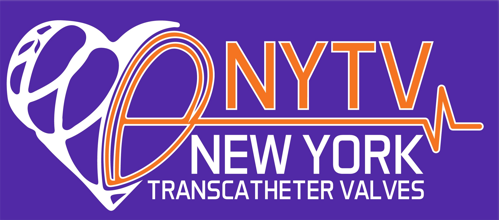 NYTV
NEW YORK
TRANSCATHETER VALVES